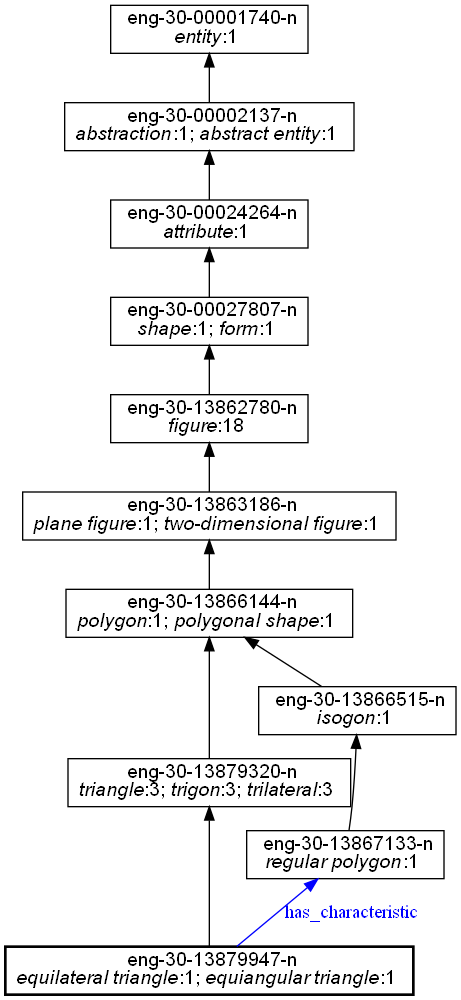 eng-30-00001740-n
entity:1
eng-30-00002137-n
abstraction:1; abstract entity:1
eng-30-00024264-n
attribute:1
eng-30-00027807-n
shape:1; form:1
eng-30-13862780-n
figure:18
eng-30-13863186-n
plane figure:1; two-dimensional figure:1
eng-30-13866144-n
polygon:1; polygonal shape:1
eng-30-13866515-n
isogon:1
eng-30-13879320-n
triangle:3; trigon:3; trilateral:3
eng-30-13867133-n
regular polygon:1
has_characteristic
eng-30-13879947-n
equilateral triangle:1; equiangular triangle:1